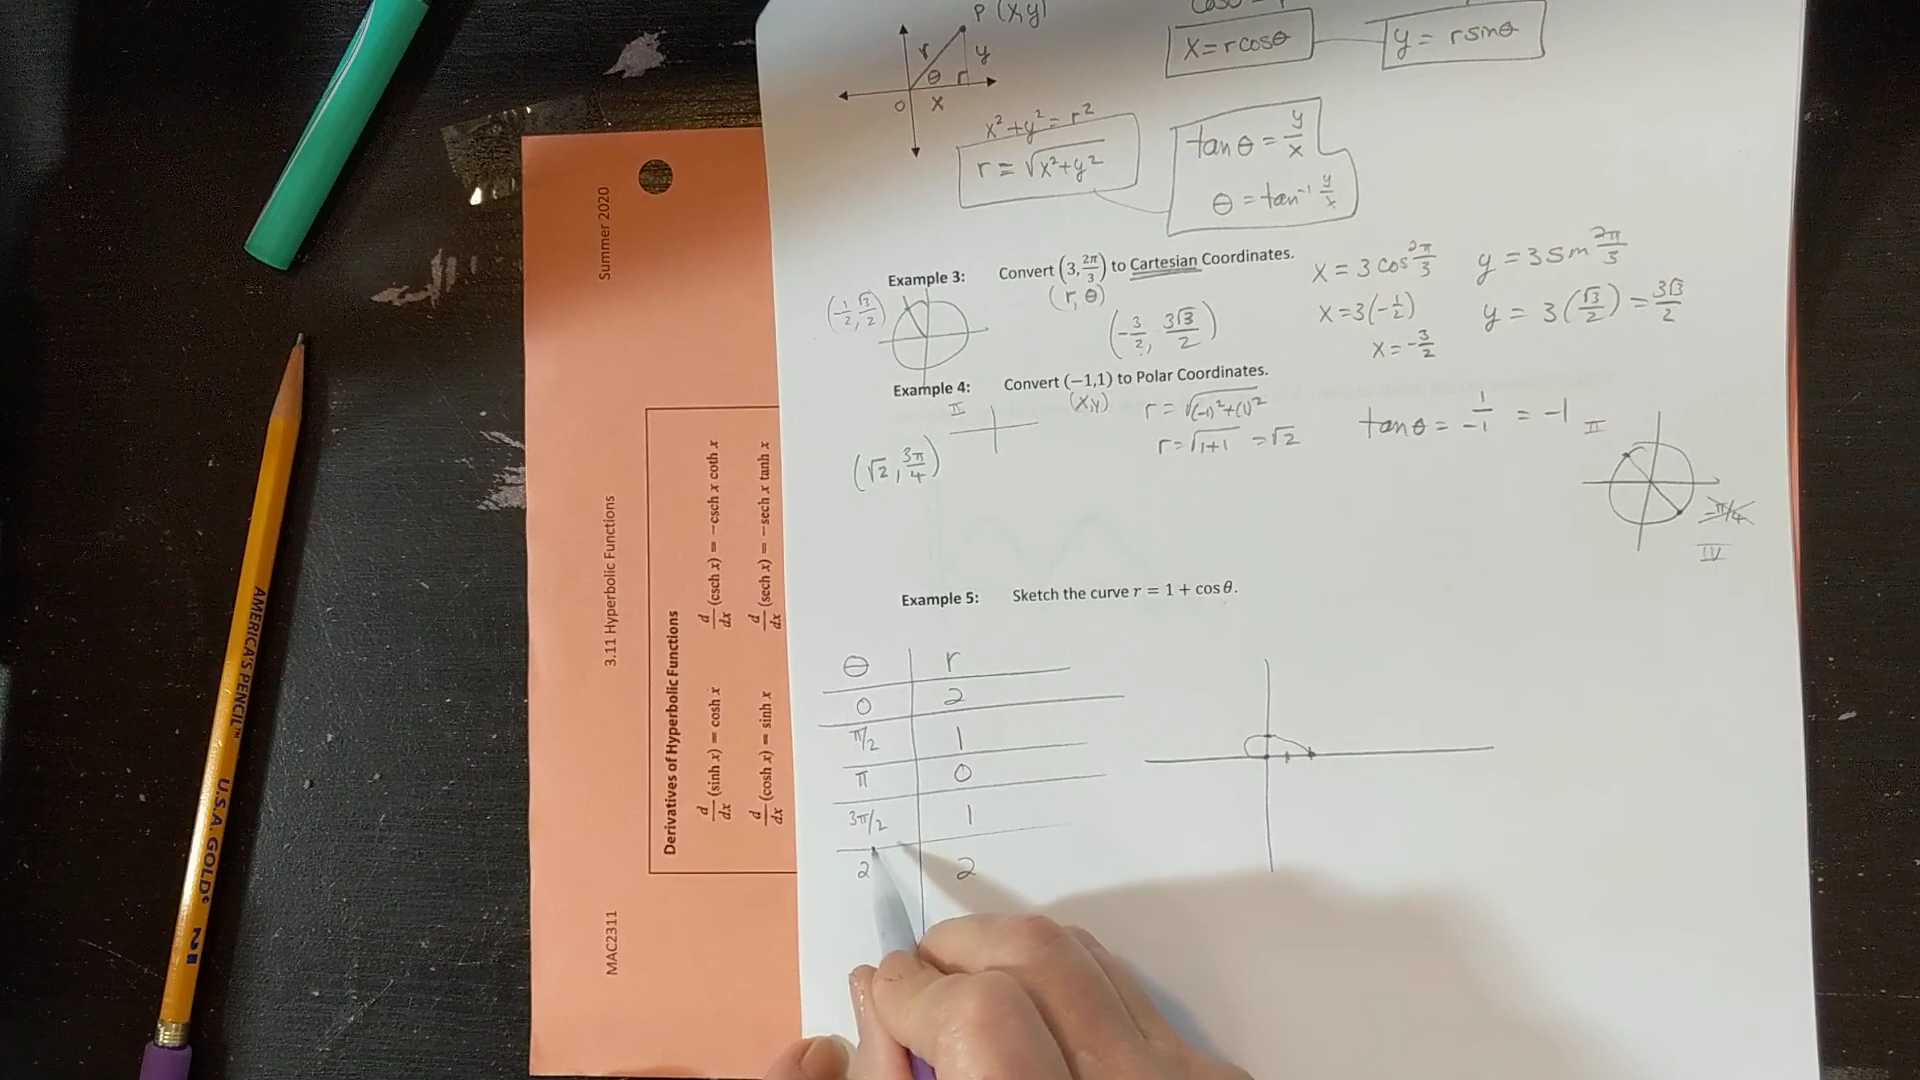 P (x,y)
r
y
θ
O
x
x = r cosθ
y = r sinθ
x² + y² = r²
r = √x²+y²
tan θ = y/x
θ = tan⁻¹ y/x
Example 3: Convert (3, 2π/3) to Cartesian Coordinates.
(r, θ)
(-1/2, √3/2)
(-3/2, 3√3/2)
x = 3 cos 2π/3
x = 3(-1/2)
x = -3/2
y = 3 sin 2π/3
y = 3 (√3/2) = 3√3/2
Example 4: Convert (−1,1) to Polar Coordinates.
(x,y)
II
(√2, 3π/4)
r = √(-1)²+(1)²
r = √1+1 = √2
tan θ = 1/-1 = -1
II
-π/4
IV
Example 5: Sketch the curve r = 1 + cos θ.
θ r
0 2
π/2 1
π 0
3π/2 1
2 2
Summer 2020
3.11 Hyperbolic Functions
MAC2311
Derivatives of Hyperbolic Functions
d/dx (sinh x) = cosh x
d/dx (csch x) = −csch x coth x
d/dx (cosh x) = sinh x
d/dx (sech x) = −sech x tanh x
AMERICA'S PENCIL™
U.S.A. GOLD®